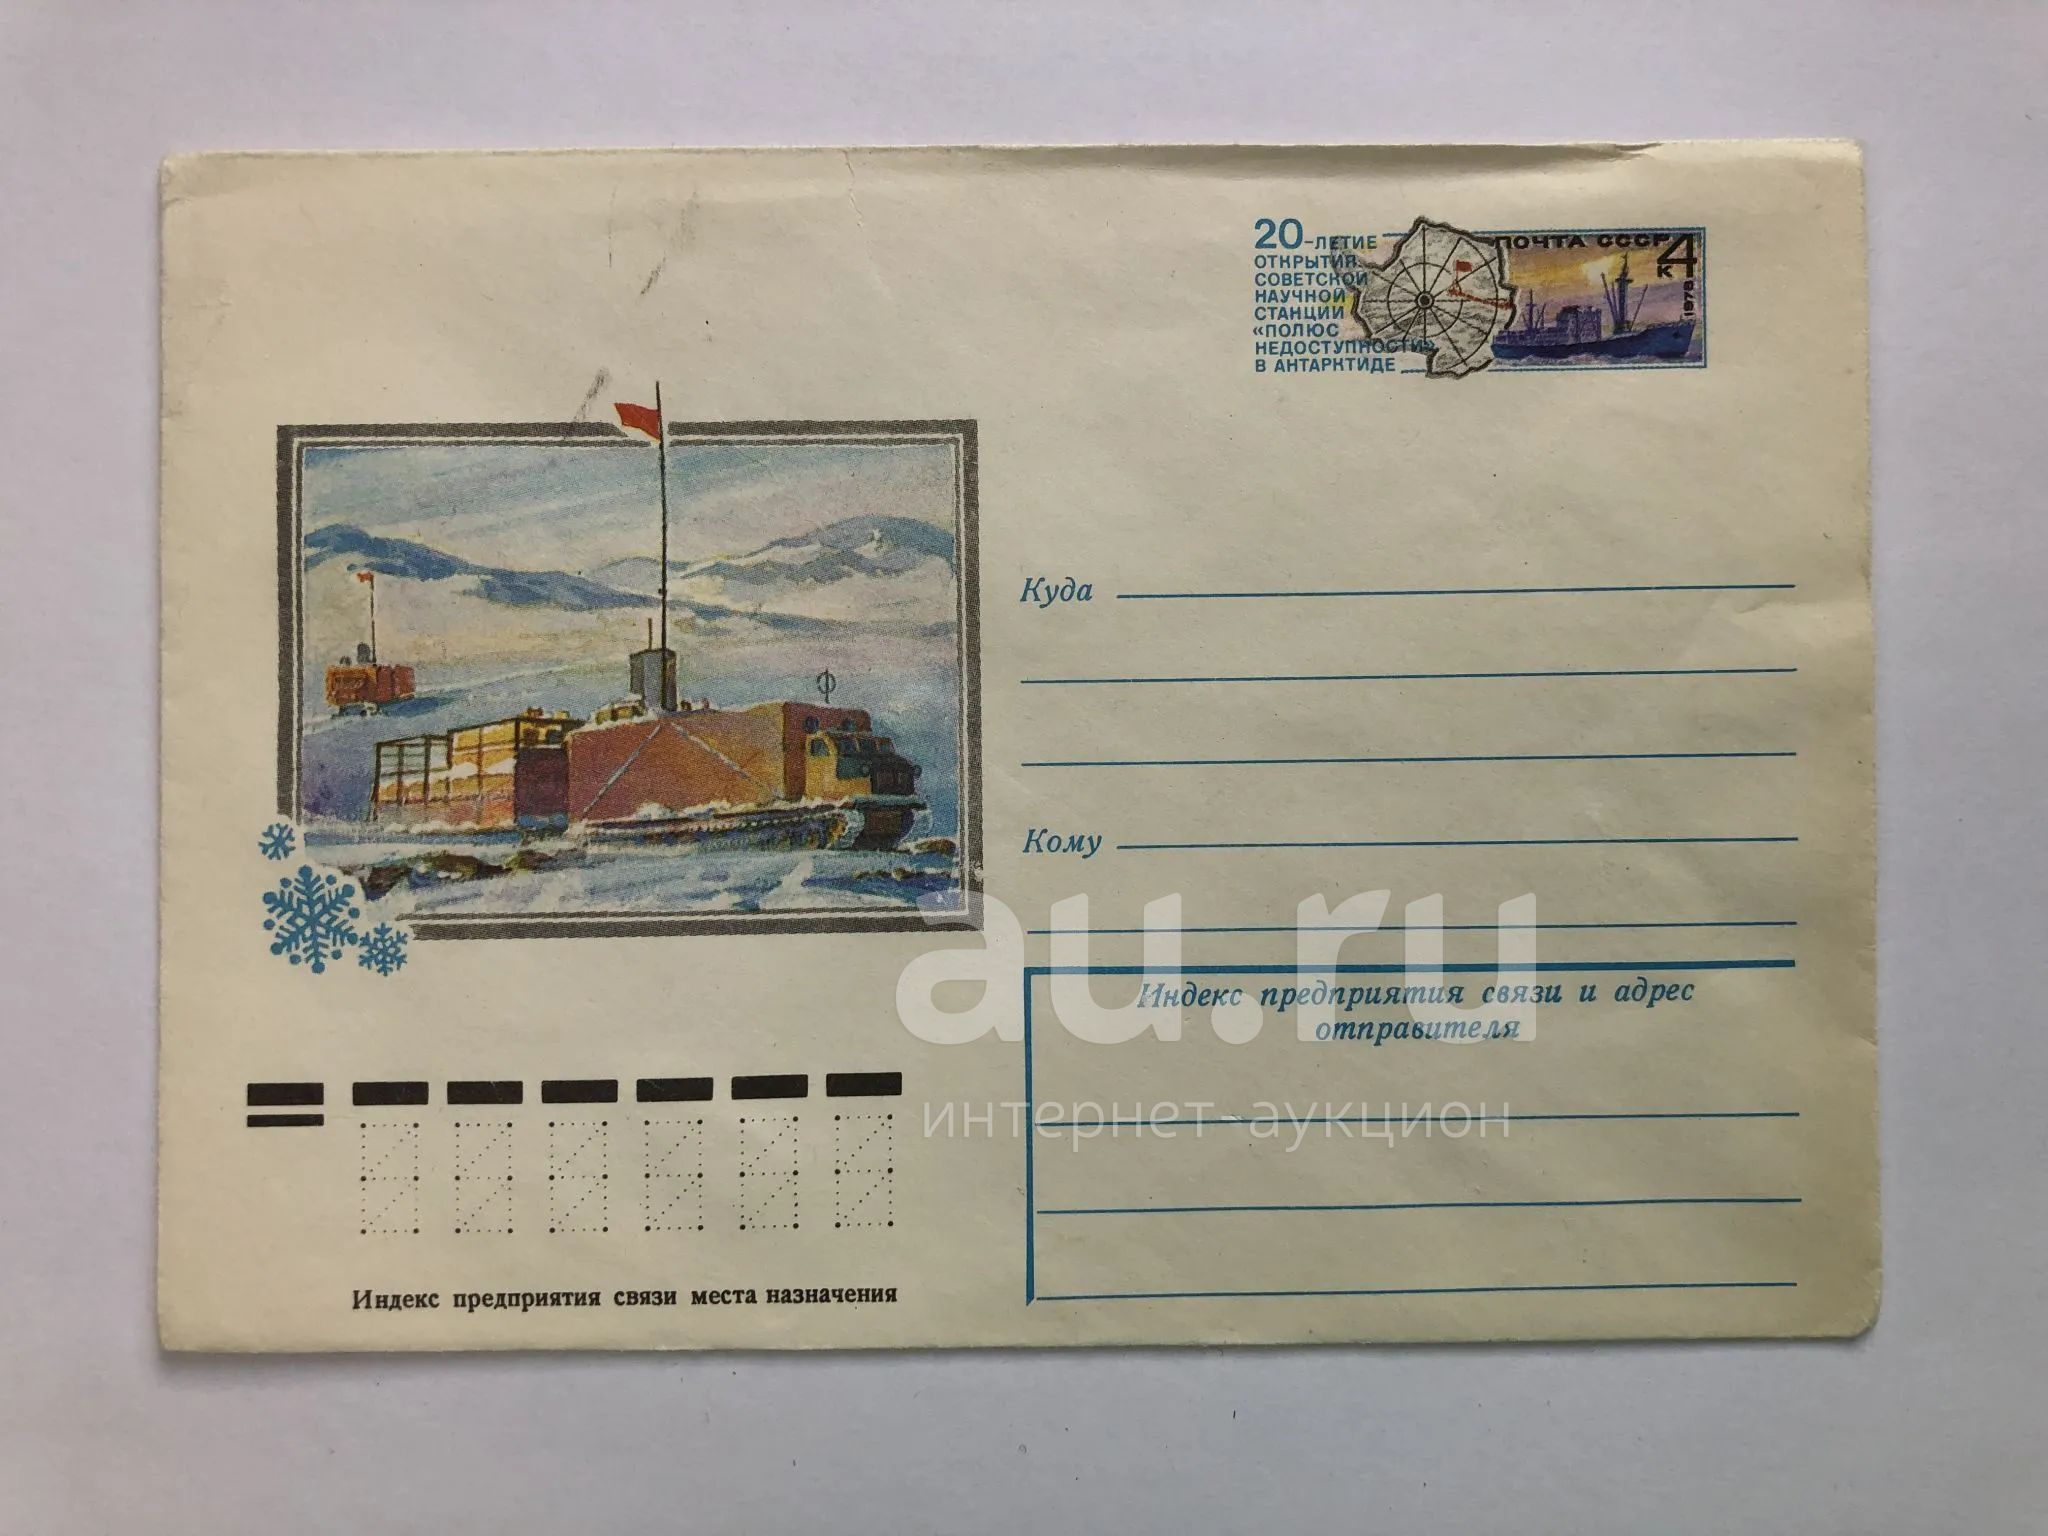 20-ЛЕТИЕ
ОТКРЫТИЯ
СОВЕТСКОЙ
НАУЧНОЙ
СТАНЦИИ
«ПОЛЮС
НЕДОСТУПНОСТИ»
В АНТАРКТИДЕ
ПОЧТА СССР
4
К
1978
Куда
Кому
Индекс предприятия связи и адрес
отправителя
Индекс предприятия связи места назначения
au.ru
интернет-аукцион